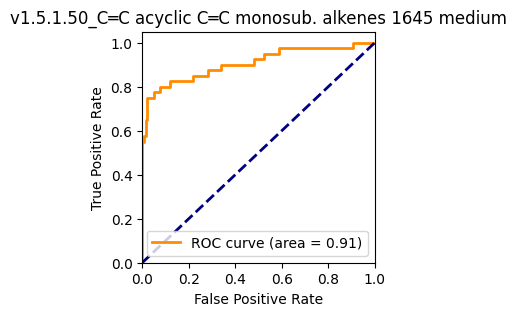 v1.5.1.50_C═C acyclic C═C monosub. alkenes 1645 medium
1.0
0.8
0.6
0.4
0.2
0.0
True Positive Rate
ROC curve (area = 0.91)
0.0 0.2 0.4 0.6 0.8 1.0
False Positive Rate